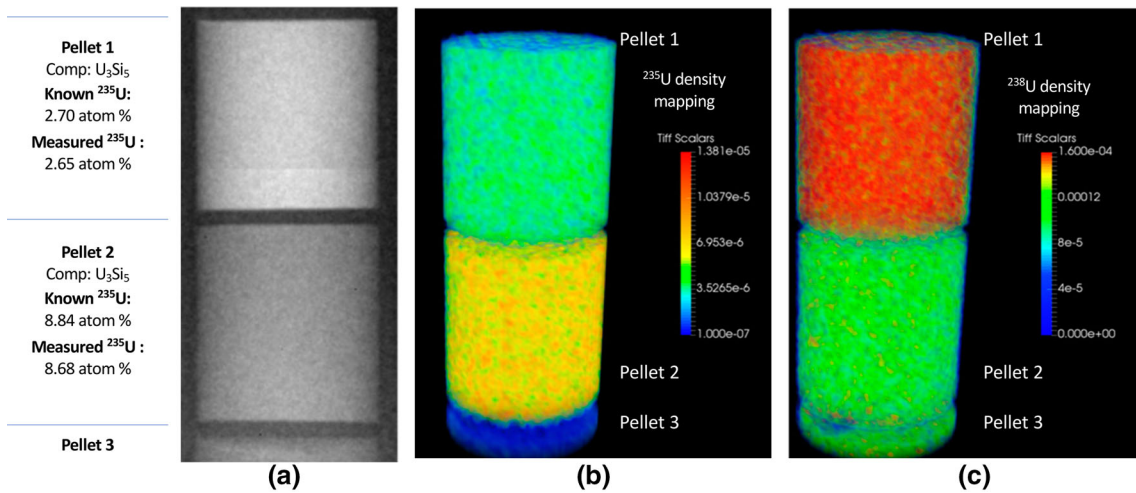 Pellet 1
Comp: U₃Si₅
Known ²³⁵U:
2.70 atom %
Measured ²³⁵U :
2.65 atom %
Pellet 2
Comp: U₃Si₅
Known ²³⁵U:
8.84 atom %
Measured ²³⁵U :
8.68 atom %
Pellet 3
(a)
Pellet 1
²³⁵U density
mapping
Tiff Scalars
1.381e-05
1.0379e-5
6.953e-6
3.5265e-6
1.000e-07
Pellet 2
Pellet 3
(b)
Pellet 1
²³⁸U density
mapping
Tiff Scalars
1.600e-04
0.00012
8e-5
4e-5
0.000e+00
Pellet 2
Pellet 3
(c)